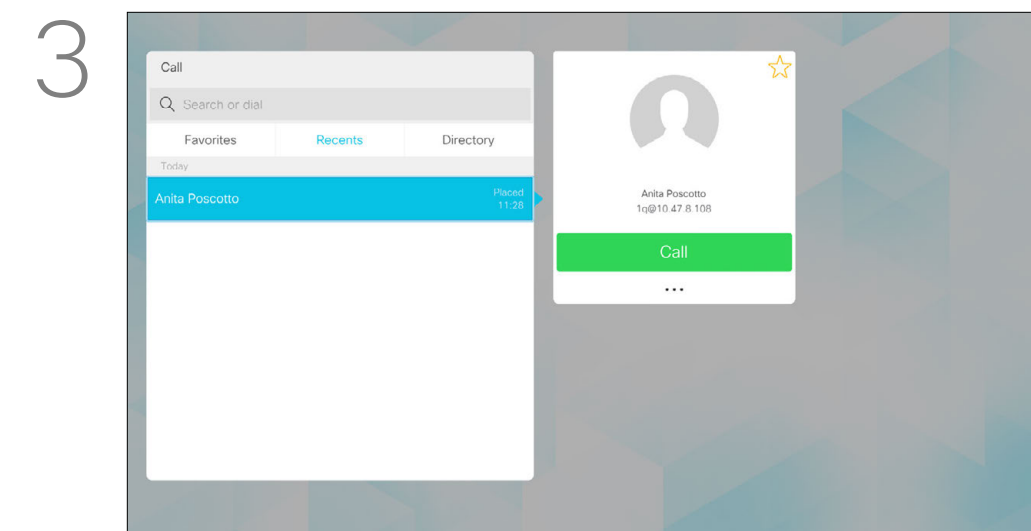 3
Call
Search or dial
Favorites Recents Directory
Today
Anita Poscotto Placed
11:28
Anita Poscotto
1q@10.47.8.108
Call
...